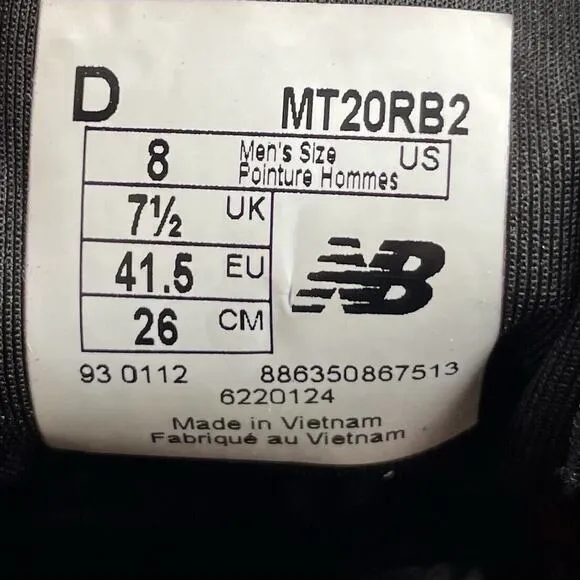 D MT20RB2
8 Men's Size US
Pointure Hommes
7½ UK
41.5 EU
26 CM
NB
93 0112 886350867513
6220124
Made in Vietnam
Fabriqué au Vietnam